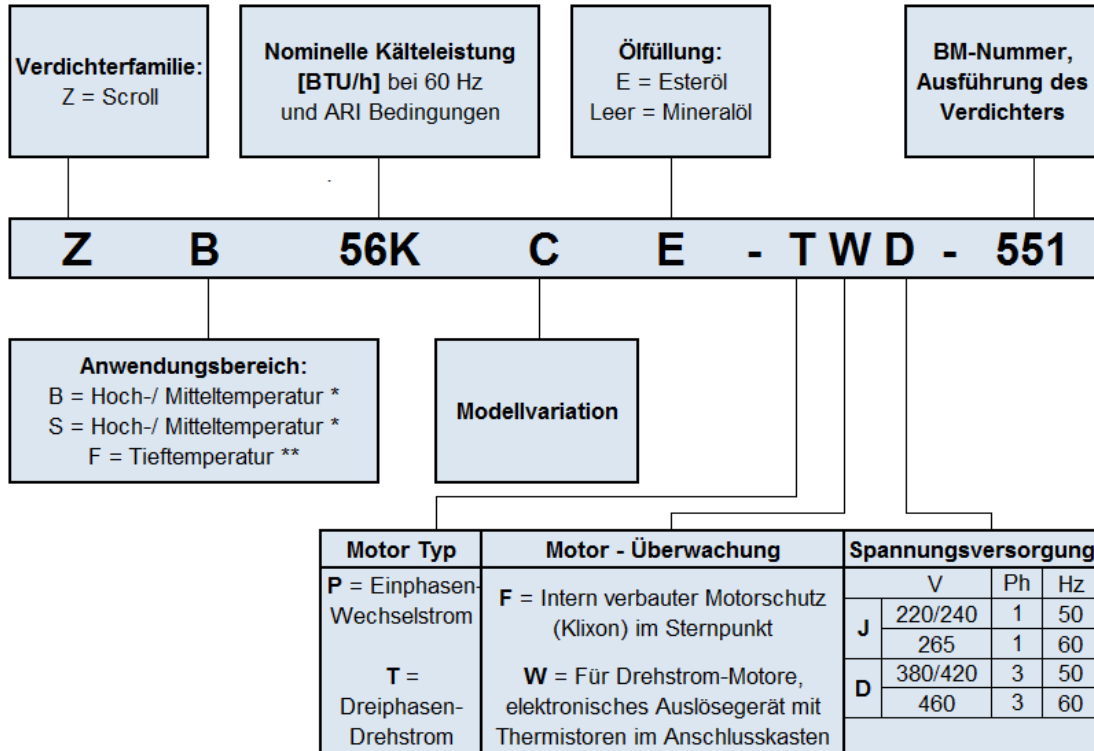 Verdichterfamilie:
Z = Scroll
Nominelle Kälteleistung
[BTU/h] bei 60 Hz
und ARI Bedingungen
Ölfüllung:
E = Esteröl
Leer = Mineralöl
BM-Nummer,
Ausführung des
Verdichters
Z B 56K C E - T W D - 551
Anwendungsbereich:
B = Hoch-/ Mitteltemperatur *
S = Hoch-/ Mitteltemperatur *
F = Tieftemperatur **
Modellvariation
Motor Typ
P = Einphasen-
Wechselstrom
T =
Dreiphasen-
Drehstrom
Motor - Überwachung
F = Intern verbauter Motorschutz
(Klixon) im Sternpunkt
W = Für Drehstrom-Motore,
elektronisches Auslösegerät mit
Thermistoren im Anschlusskasten
Spannungsversorgung
V Ph Hz
J 220/240 1 50
265 1 60
D 380/420 3 50
460 3 60